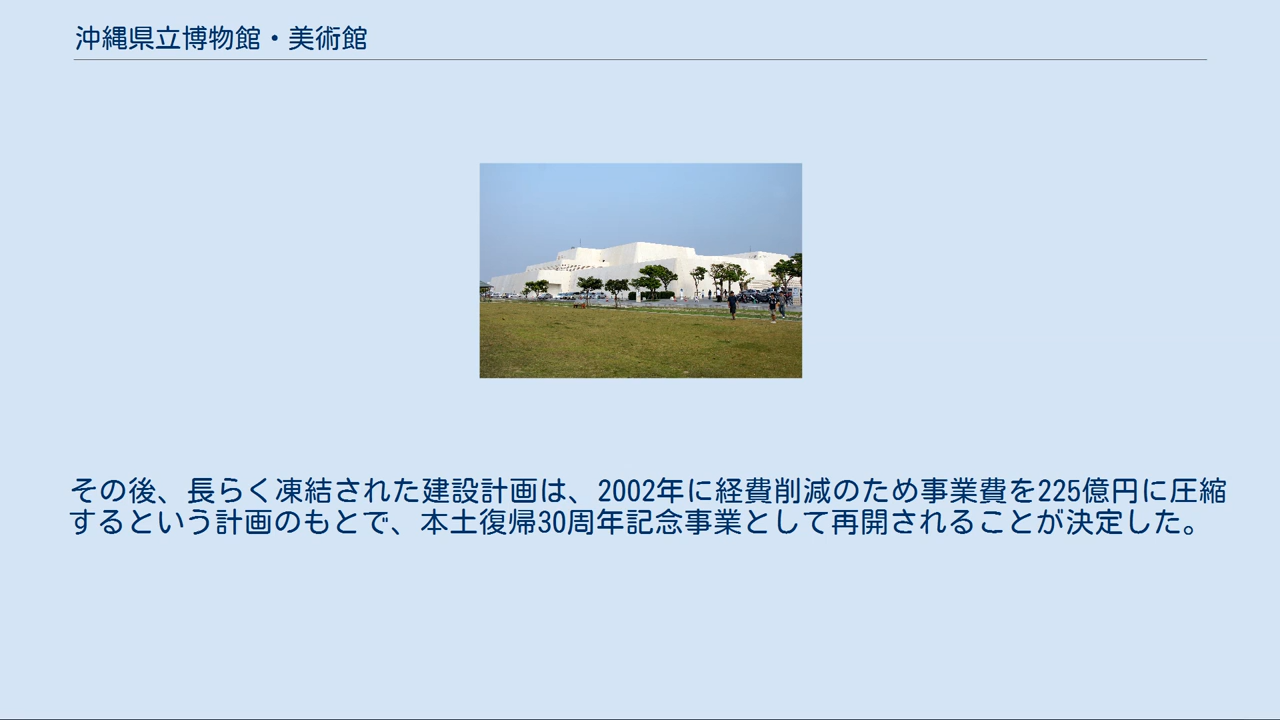 沖縄県立博物館・美術館
その後、長らく凍結された建設計画は、2002年に経費削減のため事業費を225億円に圧縮
するという計画のもとで、本土復帰30周年記念事業として再開されることが決定した。